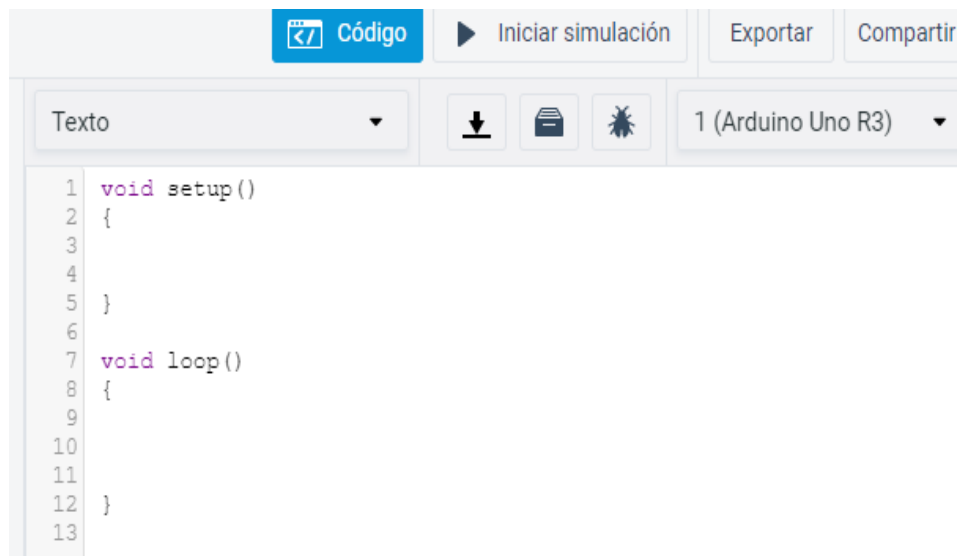 </> Código Iniciar simulación Exportar Compartir
Texto 1 (Arduino Uno R3)
1 void setup()
2 {
3
4
5 }
6
7 void loop()
8 {
9
10
11
12 }
13